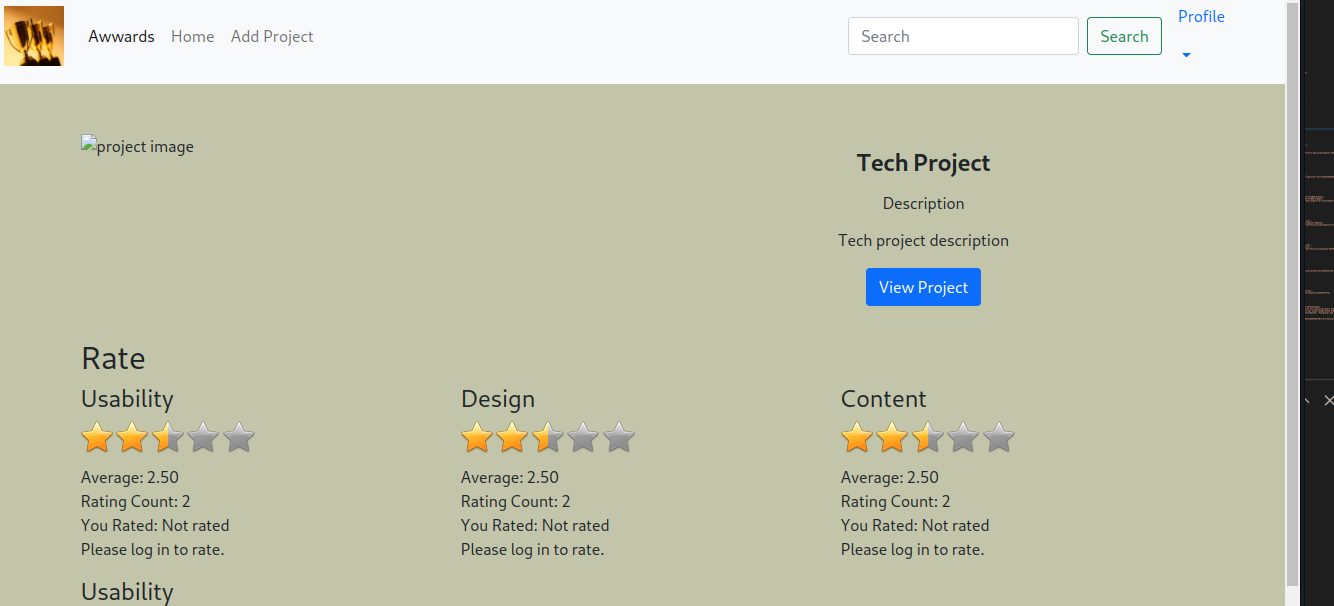 Awwards Home Add Project Search Search Profile
project image
Tech Project
Description
Tech project description
View Project
Rate
Usability Design Content
Average: 2.50 Average: 2.50 Average: 2.50
Rating Count: 2 Rating Count: 2 Rating Count: 2
You Rated: Not rated You Rated: Not rated You Rated: Not rated
Please log in to rate. Please log in to rate. Please log in to rate.
Usability